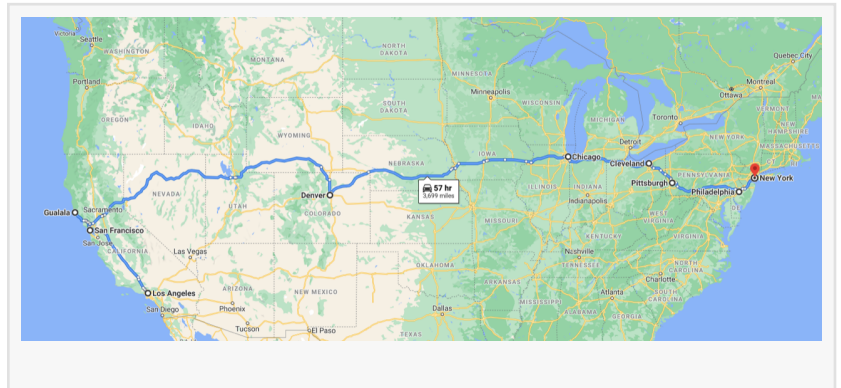 Victoria
Seattle
WASHINGTON
NORTH
DAKOTA
MONTANA
Quebec City
MINNESOTA
Portland
Minneapolis
Montreal
Ottawa
MA
SOUTH
DAKOTA
WISCONSIN
VERMONT
OREGON
IDAHO
MICHIGAN
Toronto
NEW
HAMPSHIRE
WYOMING
Detroit
NEW YORK
MASSACHUSETTS
IOWA
Chicago
NEBRASKA
Cleveland
PENNSYLVANIA
New York
Pittsburgh
Philadelphia
57 hr
3,699 miles
NEVADA
UTAH
Denver
COLORADO
ILLINOIS
INDIANA
Indianapolis
Gualala
Sacramento
KANSAS
MISSOURI
WEST
VIRGINIA
San Francisco
San Jose
CALIFORNIA
KENTUCKY
VIRGINIA
Las Vegas
Nashville
TENNESSEE
OKLAHOMA
NORTH
CAROLINA
Charlotte
Los Angeles
ARIZONA
NEW MEXICO
ARKANSAS
SOUTH
CAROLINA
Atlanta
MISSISSIPPI
San Diego
Phoenix
Dallas
ALABAMA
GEORGIA
Tucson
El Paso
TEXAS